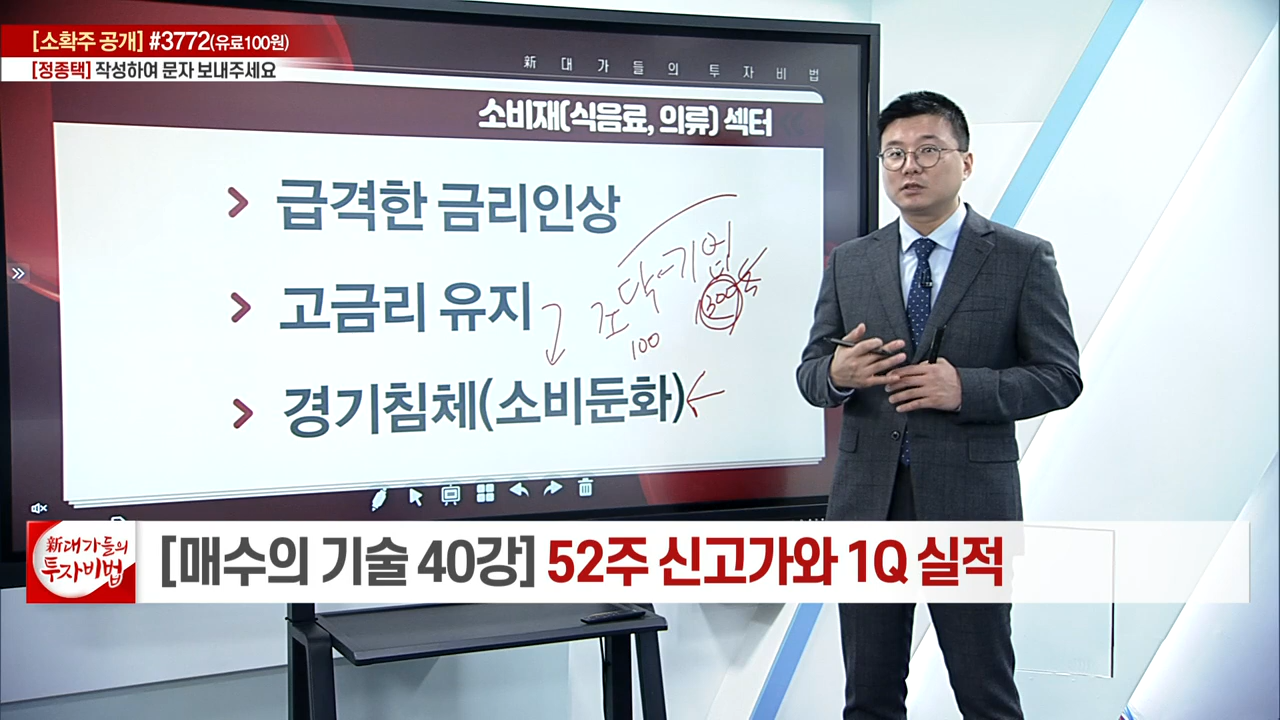 [소확주 공개] #3772(유료100원)
[정종택] 작성하여 문자 보내주세요
新 대 가 들 의 투 자 비 법
소비재(식음료, 의류) 섹터
급격한 금리인상
고금리 유지
100
300
경기침체(소비둔화)
新대가들의
투자비법
[매수의 기술 40강] 52주 신고가와 1Q 실적